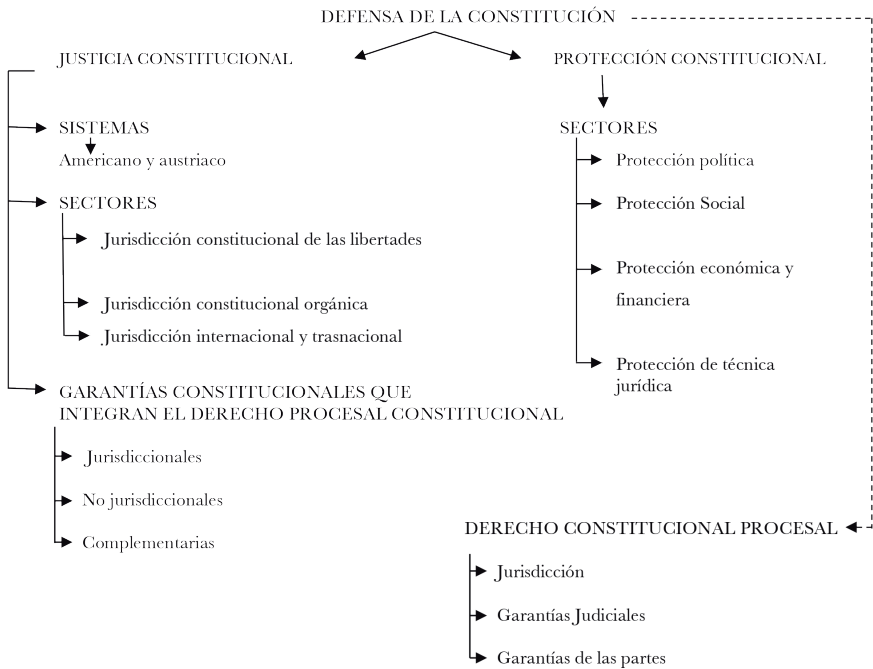 DEFENSA DE LA CONSTITUCIÓN
JUSTICIA CONSTITUCIONAL
SISTEMAS
Americano y austriaco
SECTORES
Jurisdicción constitucional de las libertades
Jurisdicción constitucional orgánica
Jurisdicción internacional y trasnacional
GARANTÍAS CONSTITUCIONALES QUE
INTEGRAN EL DERECHO PROCESAL CONSTITUCIONAL
Jurisdiccionales
No jurisdiccionales
Complementarias
PROTECCIÓN CONSTITUCIONAL
SECTORES
Protección política
Protección Social
Protección económica y
financiera
Protección de técnica
jurídica
DERECHO CONSTITUCIONAL PROCESAL
Jurisdicción
Garantías Judiciales
Garantías de las partes